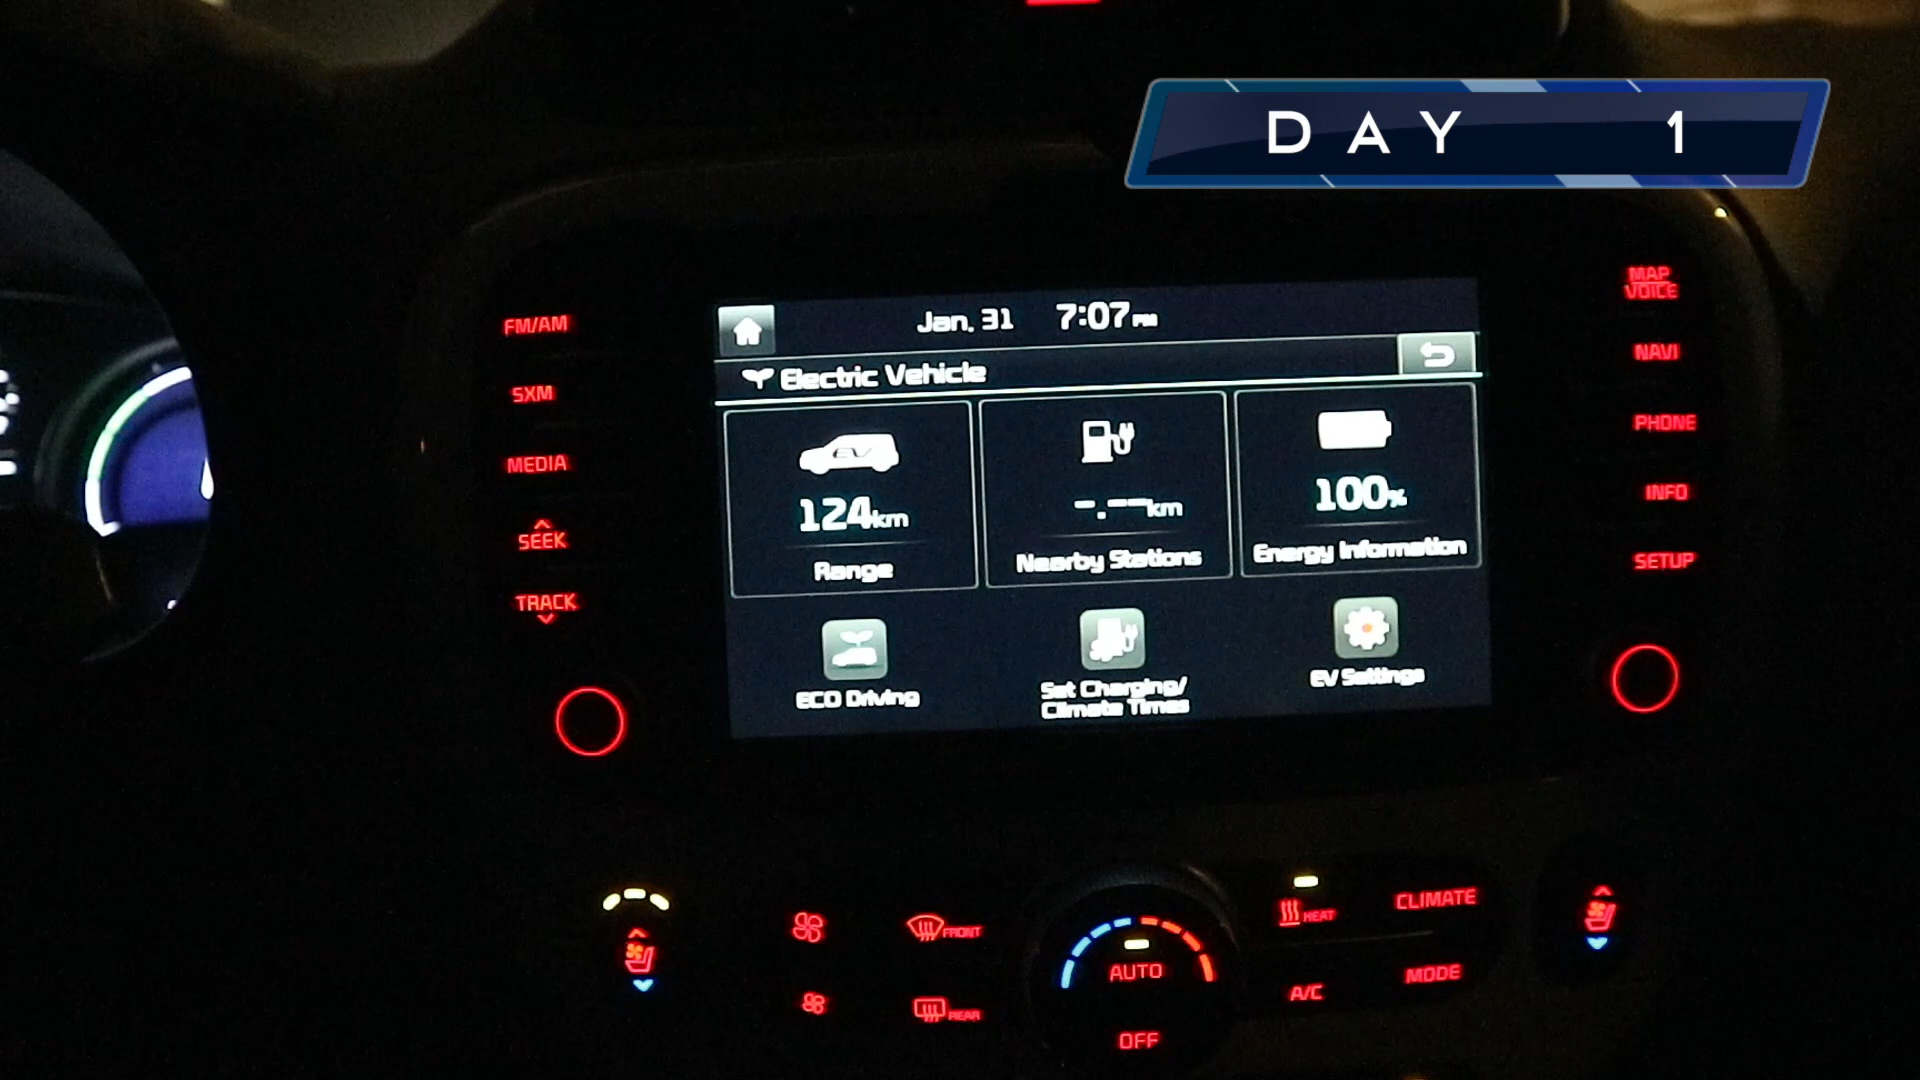 DAY 1
Jan. 31 7:07 PM
Electric Vehicle
EV
124km
Range
-.--km
Nearby Stations
100%
Energy Information
ECO Driving
Set Charging/
Climate Times
EV Settings
FM/AM
SXM
MEDIA
SEEK
TRACK
MAP
VOICE
NAVI
PHONE
INFO
SETUP
FRONT
REAR
AUTO
OFF
HEAT
A/C
CLIMATE
MODE